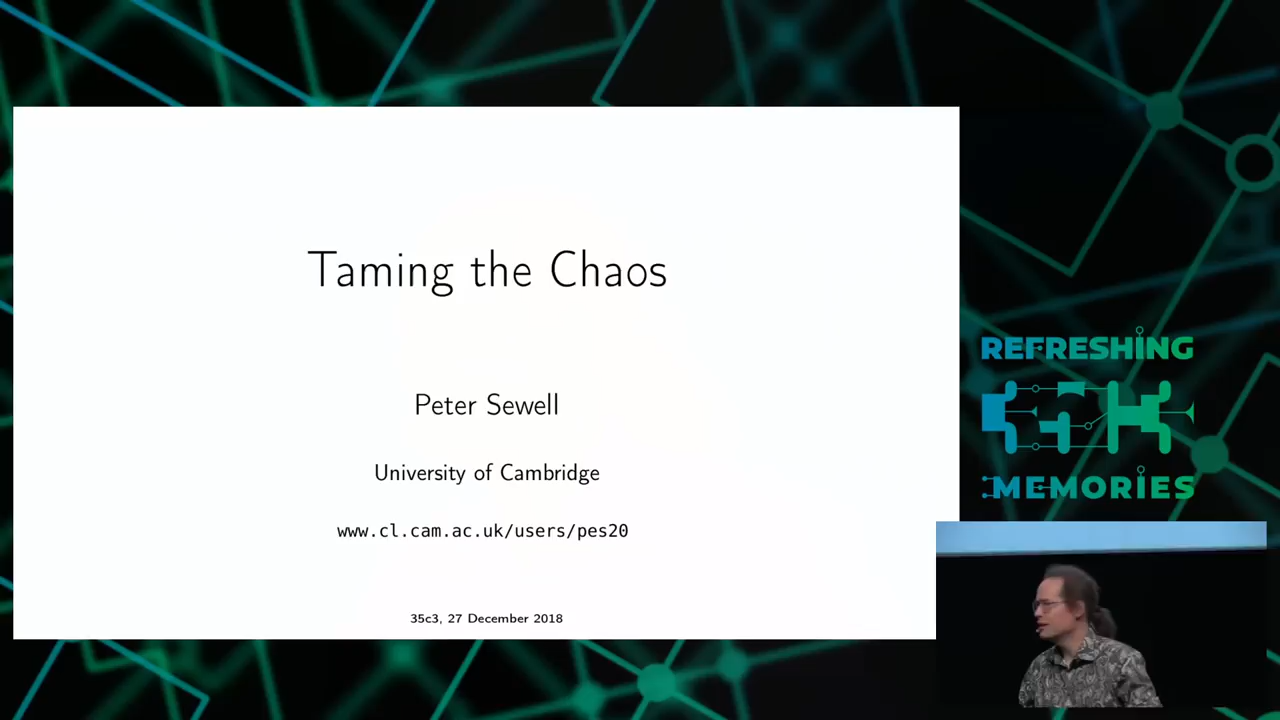 Taming the Chaos
Peter Sewell
University of Cambridge
www.cl.cam.ac.uk/users/pes20
35c3, 27 December 2018
REFRESHING
35C3
MEMORIES